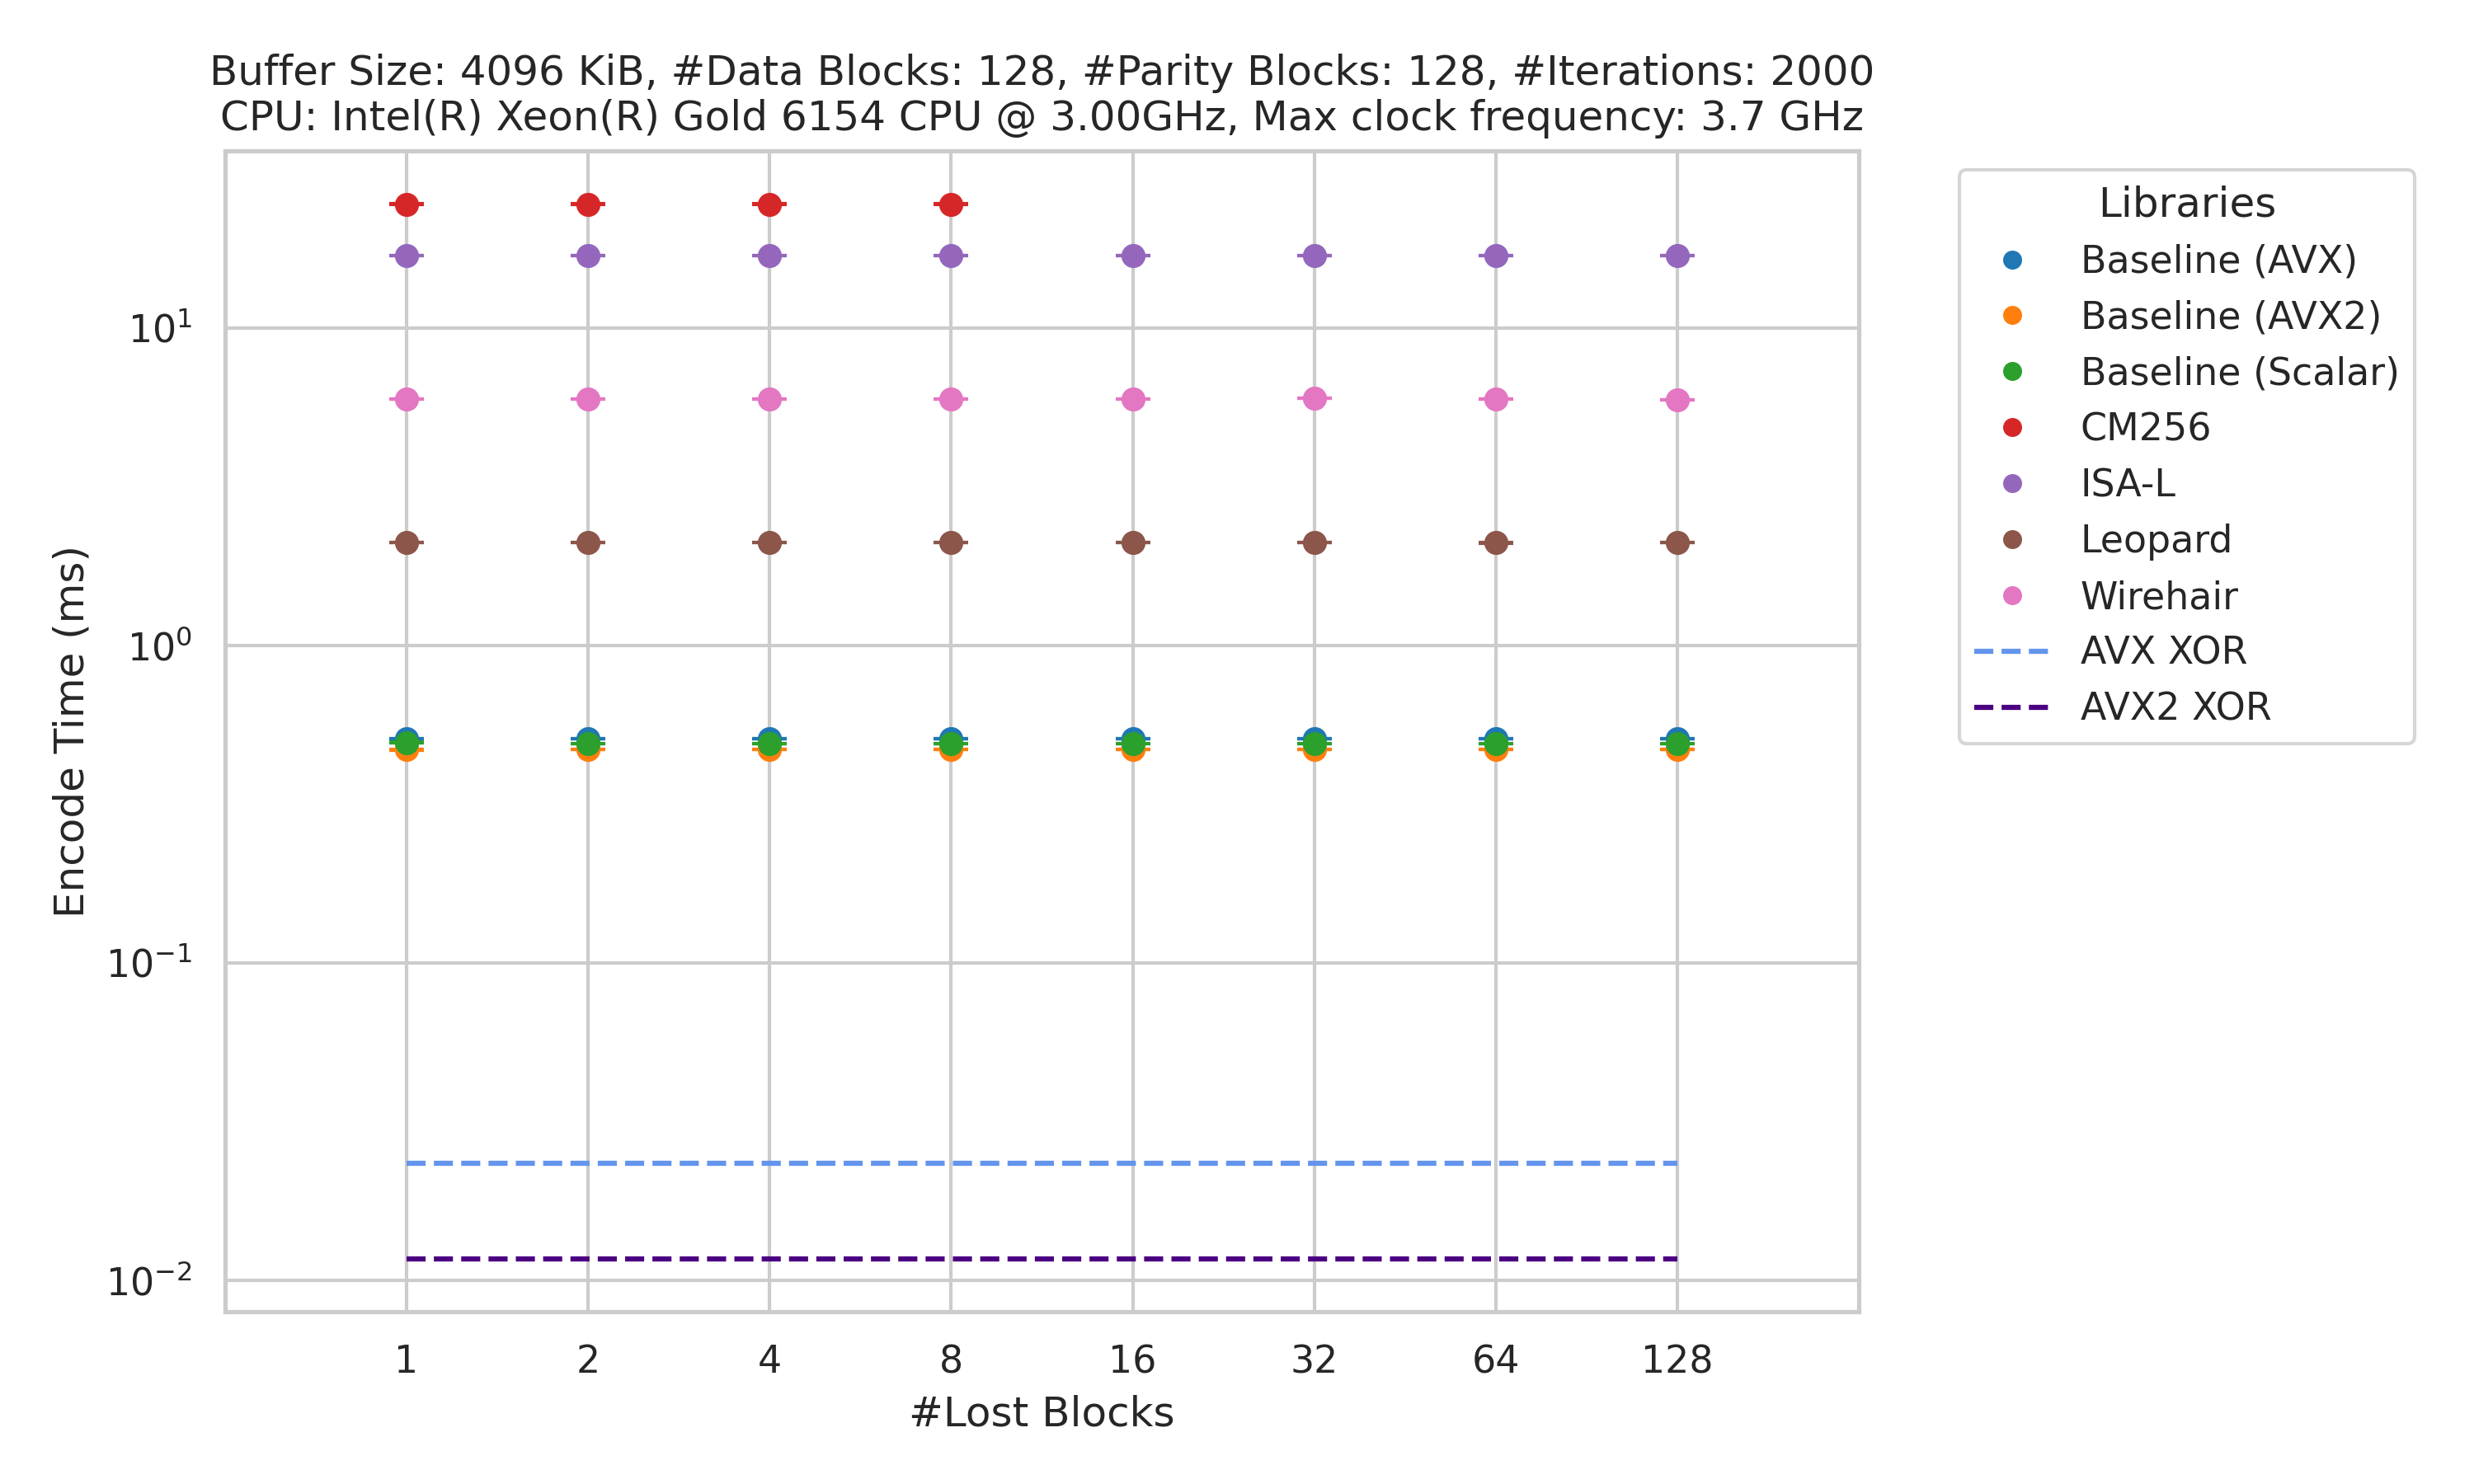 Buffer Size: 4096 KiB, #Data Blocks: 128, #Parity Blocks: 128, #Iterations: 2000
CPU: Intel(R) Xeon(R) Gold 6154 CPU @ 3.00GHz, Max clock frequency: 3.7 GHz
Encode Time (ms)
10¹
10⁰
10⁻¹
10⁻²
1 2 4 8 16 32 64 128
#Lost Blocks
Libraries
Baseline (AVX)
Baseline (AVX2)
Baseline (Scalar)
CM256
ISA-L
Leopard
Wirehair
AVX XOR
AVX2 XOR